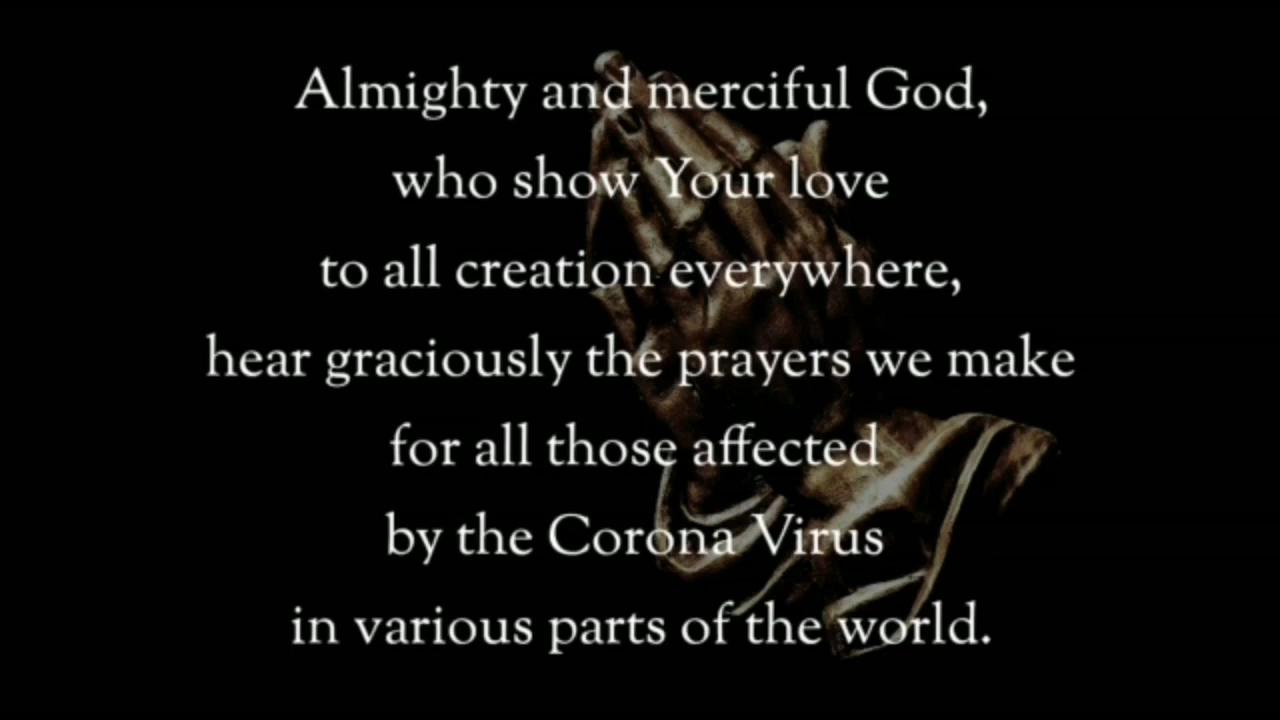 Almighty and merciful God,
who show Your love
to all creation everywhere,
hear graciously the prayers we make
for all those affected
by the Corona Virus
in various parts of the world.